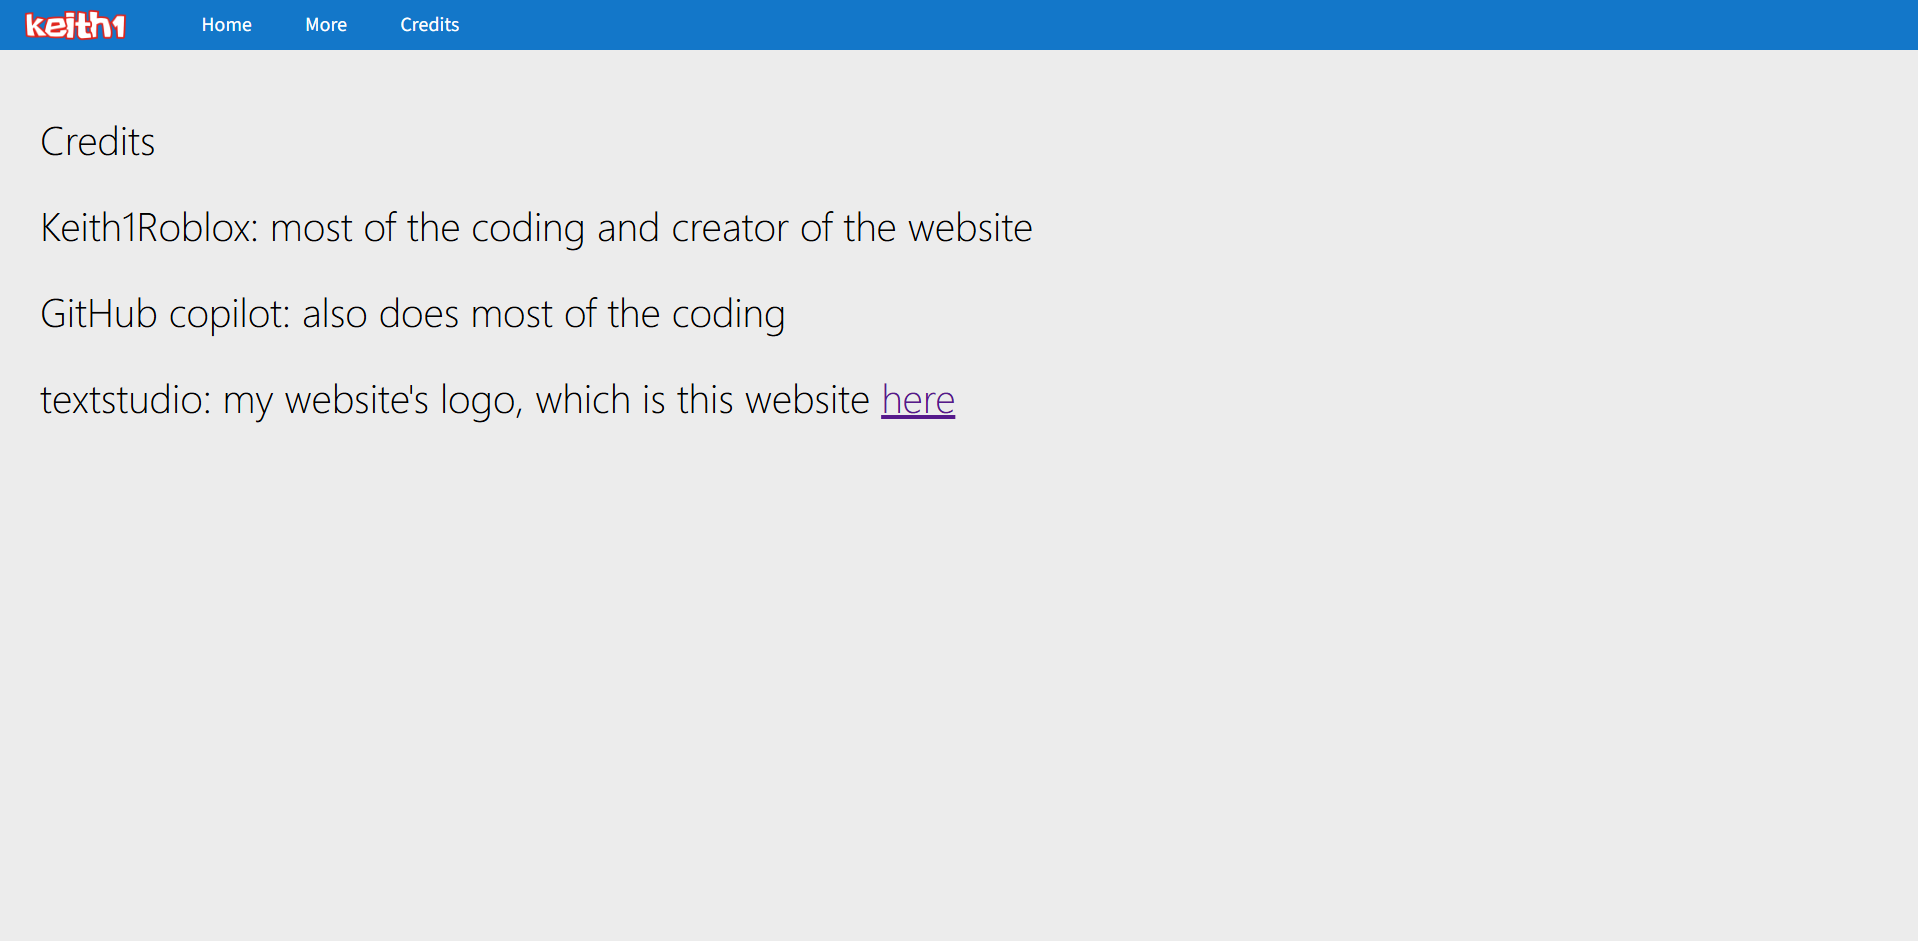 keith1 Home More Credits
Credits
Keith1Roblox: most of the coding and creator of the website
GitHub copilot: also does most of the coding
textstudio: my website's logo, which is this website here